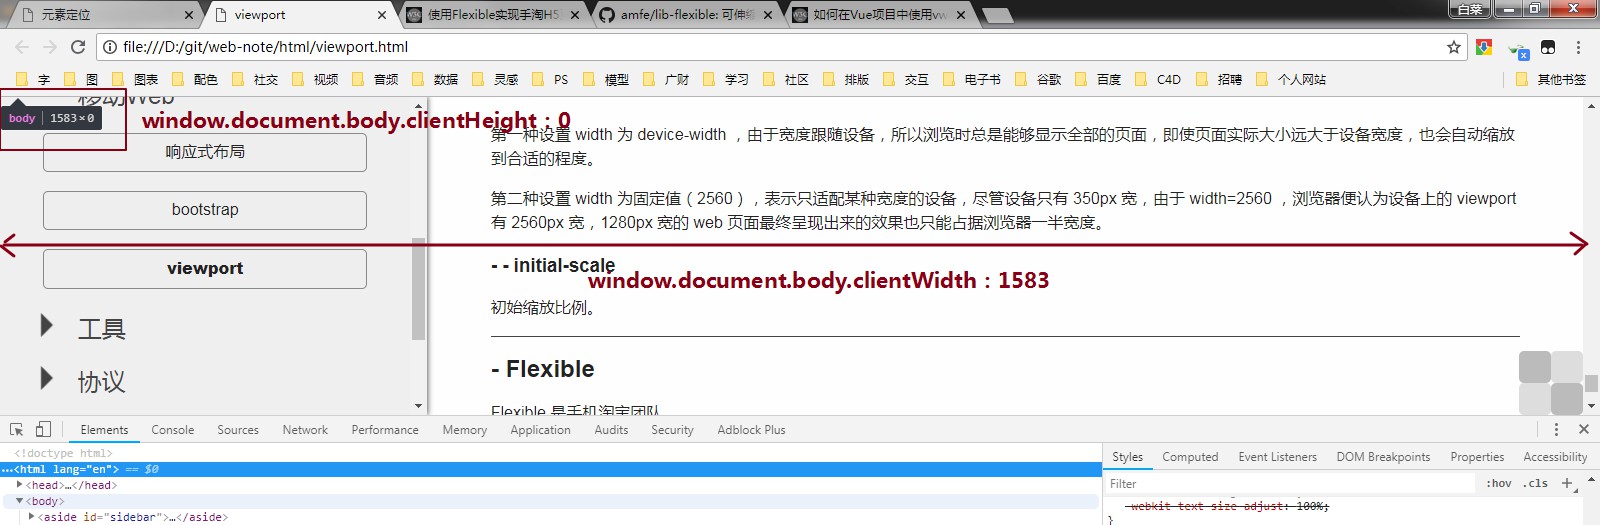 元素定位
viewport
使用Flexible实现手淘H5
amfe/lib-flexible: 可伸缩
如何在Vue项目中使用vw
白菜
file:///D:/git/web-note/html/viewport.html
字 图 图表 配色 社交 视频 音频 数据 灵感 PS 模型 广财 学习 社区 排版 交互 电子书 谷歌 百度 C4D 招聘 个人网站 其他书签
移动Web
body 1583×0
window.document.body.clientHeight：0
响应式布局
bootstrap
viewport
工具
协议
第一种设置 width 为 device-width ，由于宽度跟随设备，所以浏览时总是能够显示全部的页面，即使页面实际大小远大于设备宽度，也会自动缩放
到合适的程度。
第二种设置 width 为固定值（2560），表示只适配某种宽度的设备，尽管设备只有 350px 宽，由于 width=2560 ，浏览器便认为设备上的 viewport
有 2560px 宽，1280px 宽的 web 页面最终呈现出来的效果也只能占据浏览器一半宽度。
- - initial-scale
window.document.body.clientWidth：1583
初始缩放比例。
- Flexible
Flexible 是手机淘宝团队
Elements Console Sources Network Performance Memory Application Audits Security Adblock Plus
<!doctype html>
…<html lang="en"> == $0
<head>…</head>
<body>
<aside id="sidebar">…</aside>
Styles Computed Event Listeners DOM Breakpoints Properties Accessibility
Filter :hov .cls +
-webkit-text-size-adjust: 100%;
}